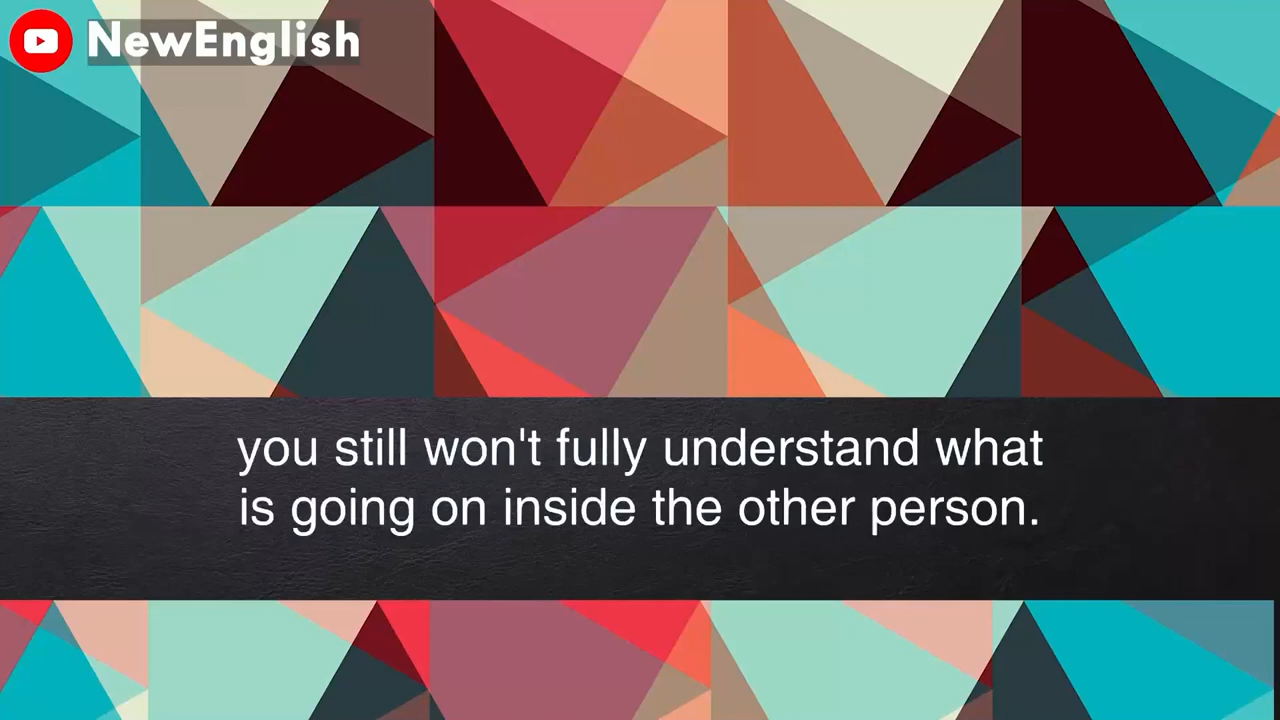 NewEnglish
you still won't fully understand what
is going on inside the other person.